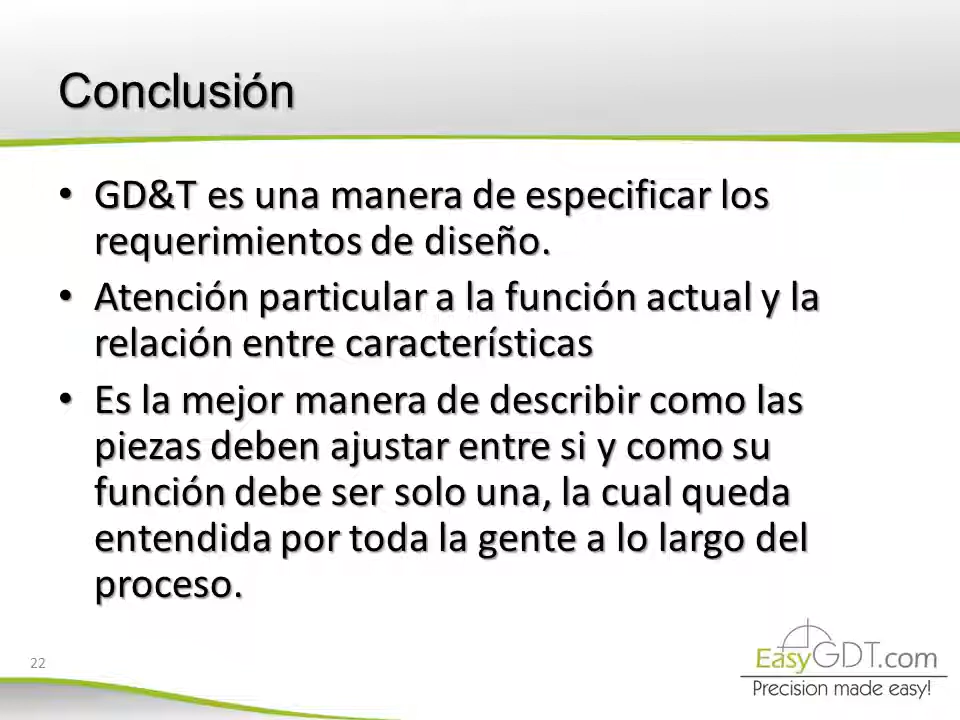 Conclusión
• GD&T es una manera de especificar los
requerimientos de diseño.
• Atención particular a la función actual y la
relación entre características
• Es la mejor manera de describir como las
piezas deben ajustar entre si y como su
función debe ser solo una, la cual queda
entendida por toda la gente a lo largo del
proceso.
22
EasyGDT.com
Precision made easy!